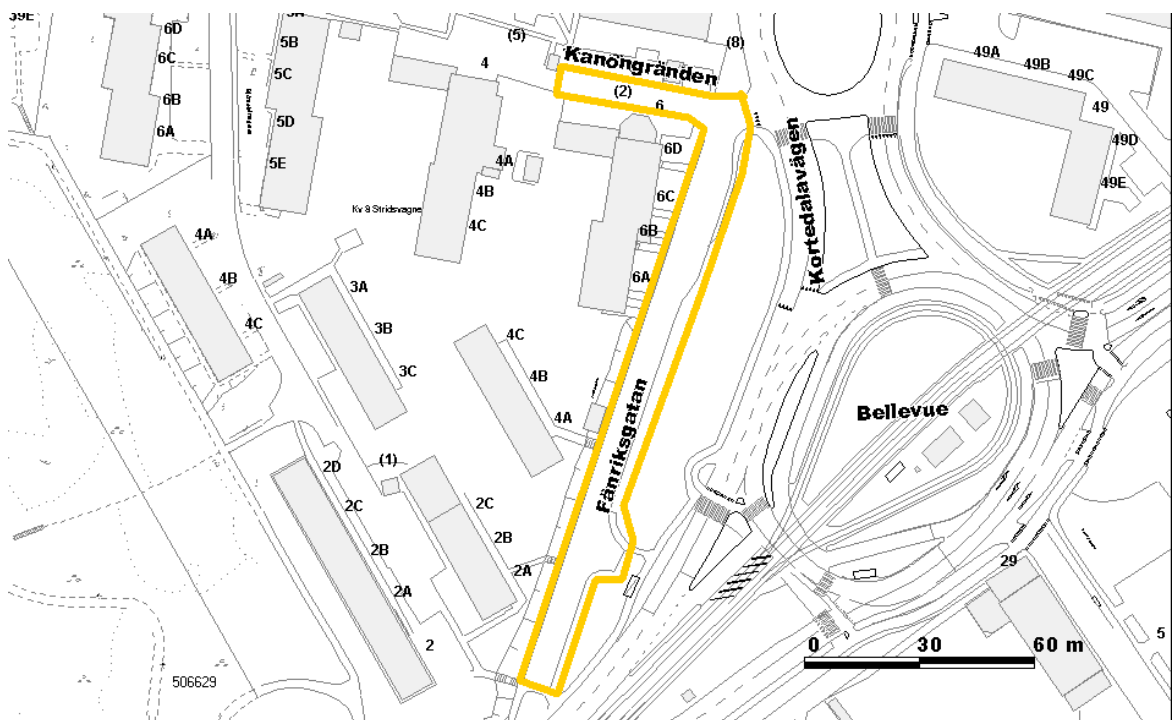 39E
6D
6C
6B
6A
3A
5B
5C
5D
5E
(5)
4
Kanongränden
(8)
(2)
6
49A
49B
49C
49
49D
49E
6D
6C
6B
6A
4A
4B
4C
Kv 8 Stridsvagne
Kortedalavägen
4A
4B
4C
3A
3B
3C
4C
4B
4A
Fänriksgatan
Bellevue
2D
(1)
2C
2B
2A
2C
2B
2A
2
29
5
0 30 60 m
506629